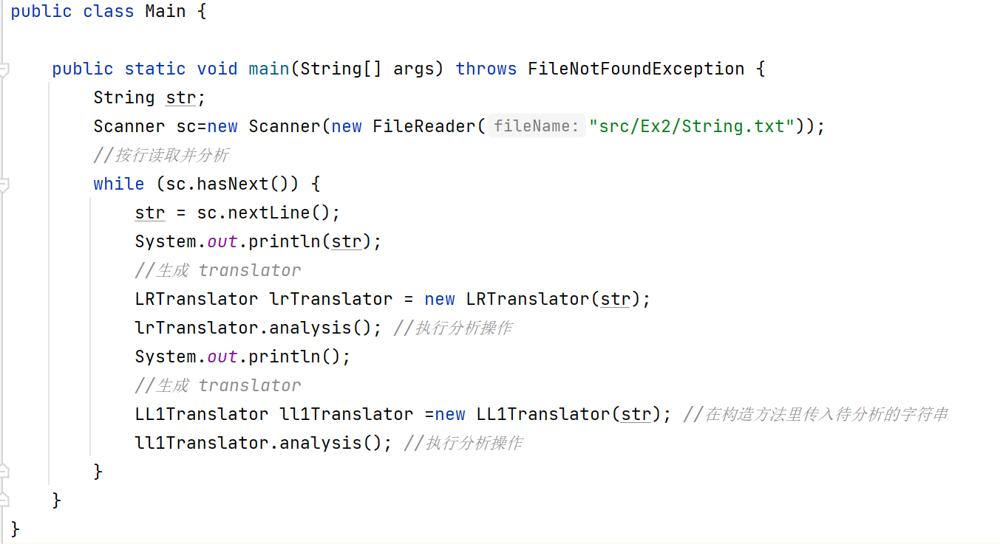 public class Main {
public static void main(String[] args) throws FileNotFoundException {
String str;
Scanner sc=new Scanner(new FileReader( fileName: "src/Ex2/String.txt"));
//按行读取并分析
while (sc.hasNext()) {
str = sc.nextLine();
System.out.println(str);
//生成 translator
LRTranslator lrTranslator = new LRTranslator(str);
lrTranslator.analysis(); //执行分析操作
System.out.println();
//生成 translator
LL1Translator ll1Translator =new LL1Translator(str); //在构造方法里传入待分析的字符串
ll1Translator.analysis(); //执行分析操作
}
}
}